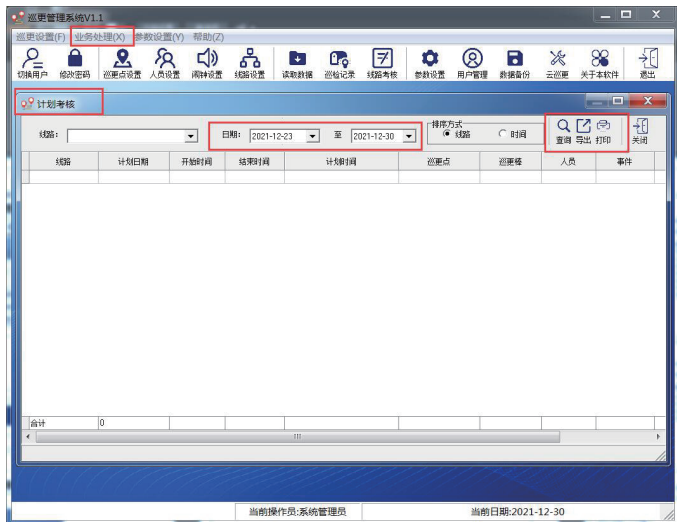 巡更管理系统V1.1
巡更设置(F) 业务处理(X) 参数设置(Y) 帮助(Z)
切换用户 修改密码 巡更点设置 人员设置 闹钟设置 线路设置 读取数据 巡检记录 线路考核 参数设置 用户管理 数据备份 云巡更 关于本软件 退出
计划考核
线路: 日期: 2021-12-23 至 2021-12-30 排序方式 线路 时间 查询 导出 打印 关闭
线路 计划日期 开始时间 结束时间 计划时间 巡更点 巡更棒 人员 事件
合计 0
当前操作员:系统管理员 当前日期:2021-12-30